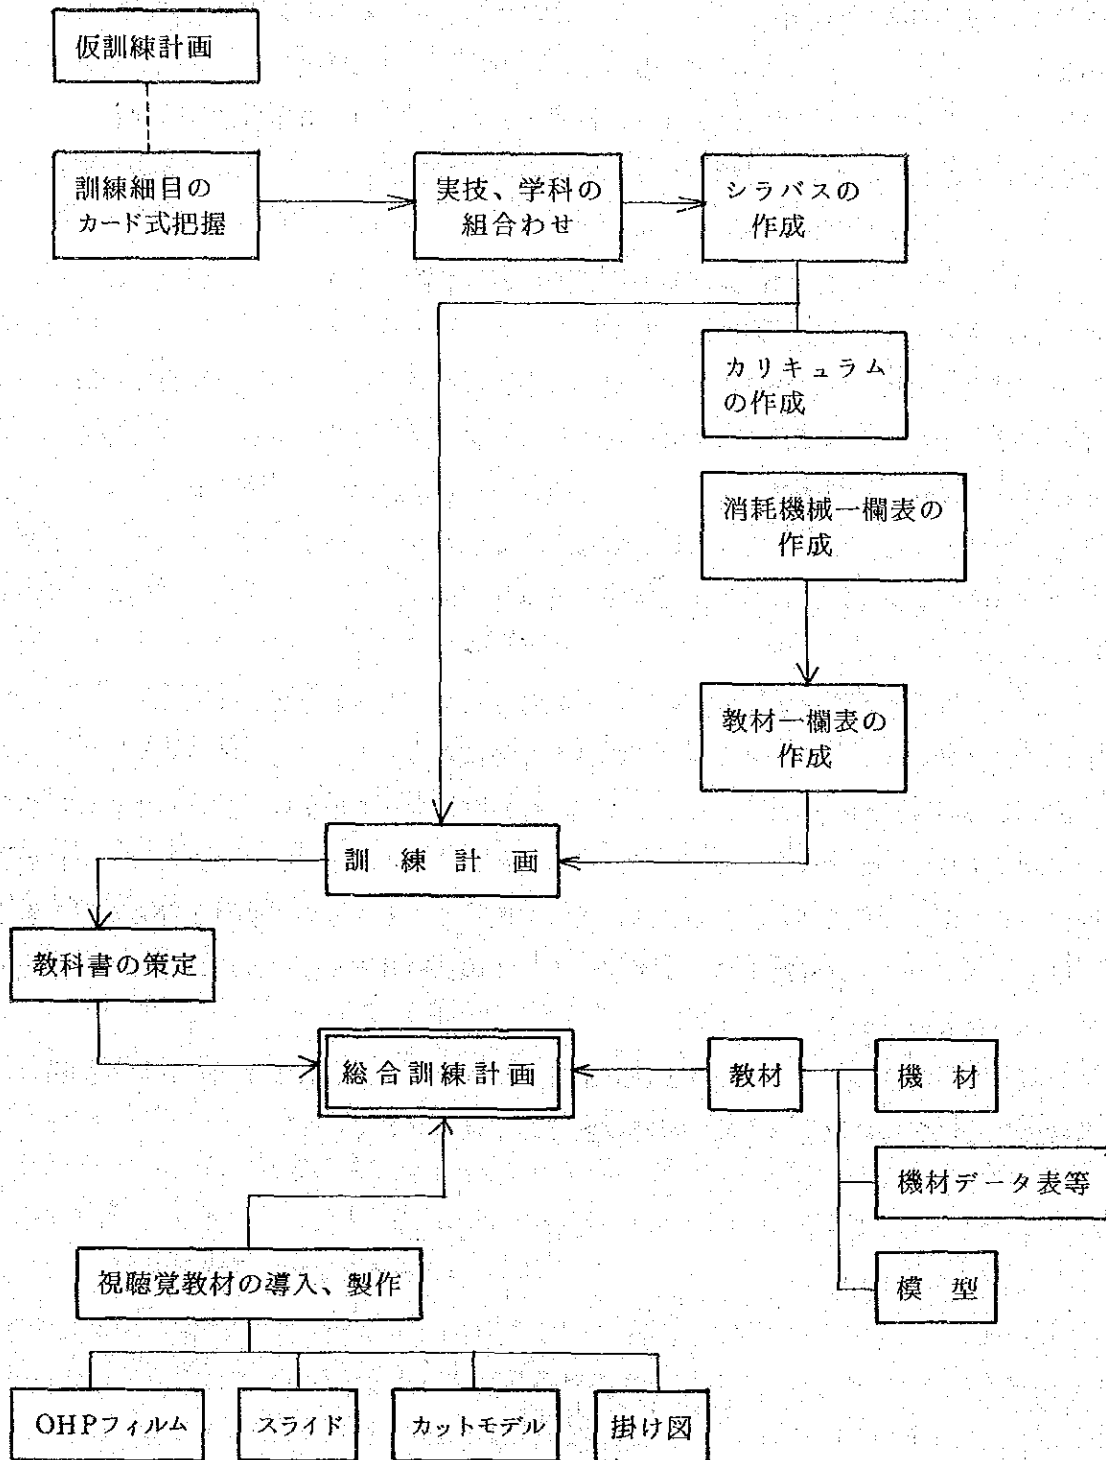 仮訓練計画
訓練細目の
カード式把握
実技、学科の
組合わせ
シラバスの
作成
カリキュラム
の作成
消耗機械一欄表の
作成
教材一欄表の
作成
訓練計画
教科書の策定
総合訓練計画
教材
機材
機材データ表等
模型
視聴覚教材の導入、製作
OHPフィルム
スライド
カットモデル
掛け図